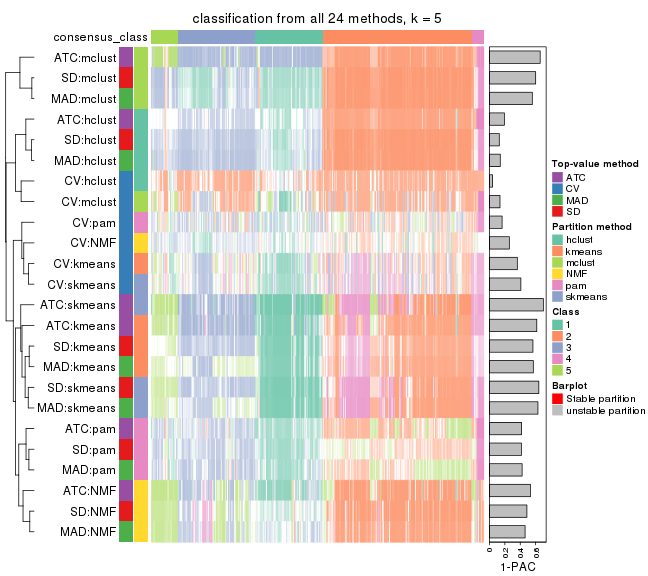 classification from all 24 methods, k = 5
consensus_class
ATC:mclust
SD:mclust
MAD:mclust
ATC:hclust
SD:hclust
MAD:hclust
CV:hclust
CV:mclust
CV:pam
CV:NMF
CV:kmeans
CV:skmeans
ATC:skmeans
ATC:kmeans
SD:kmeans
MAD:kmeans
SD:skmeans
MAD:skmeans
ATC:pam
SD:pam
MAD:pam
ATC:NMF
SD:NMF
MAD:NMF
0
0.2
0.4
0.6
1-PAC
Top-value method
ATC
CV
MAD
SD
Partition method
hclust
kmeans
mclust
NMF
pam
skmeans
Class
1
2
3
4
5
Barplot
Stable partition
unstable partition